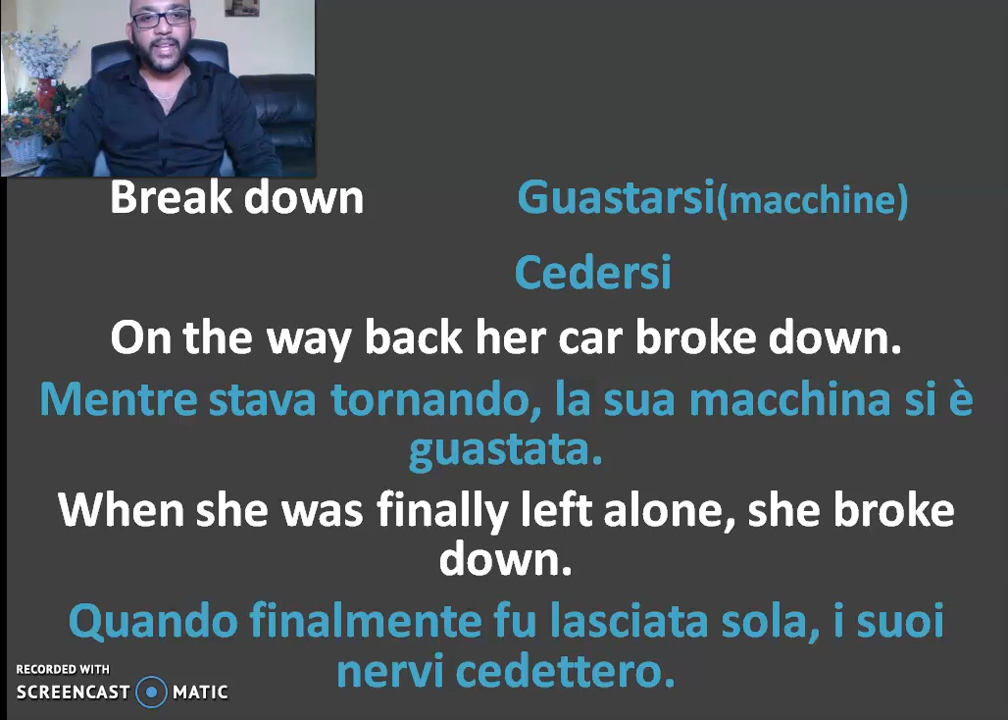 Break down Guastarsi(macchine)
Cedersi
On the way back her car broke down.
Mentre stava tornando, la sua macchina si è
guastata.
When she was finally left alone, she broke
down.
Quando finalmente fu lasciata sola, i suoi
nervi cedettero.
RECORDED WITH
SCREENCAST MATIC